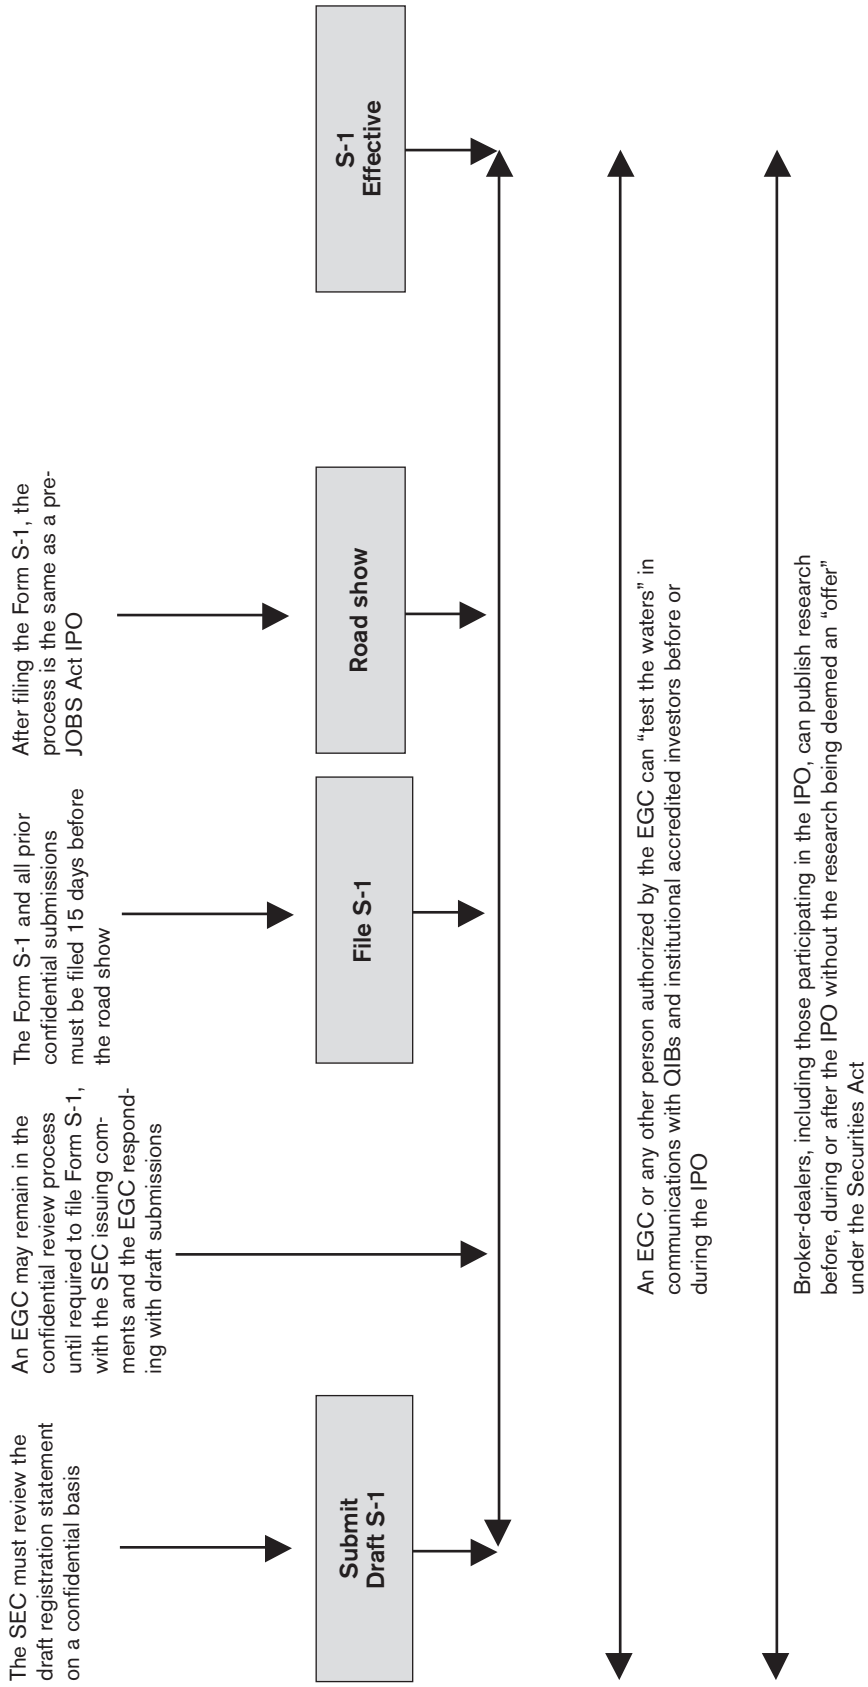 The SEC must review the
draft registration statement
on a confidential basis
An EGC may remain in the
confidential review process
until required to file Form S-1,
with the SEC issuing com-
ments and the EGC respond-
ing with draft submissions
The Form S-1 and all prior
confidential submissions
must be filed 15 days before
the road show
After filing the Form S-1, the
process is the same as a pre-
JOBS Act IPO
Submit
Draft S-1
File S-1
Road show
S-1
Effective
An EGC or any other person authorized by the EGC can “test the waters” in
communications with QIBs and institutional accredited investors before or
during the IPO
Broker-dealers, including those participating in the IPO, can publish research
before, during or after the IPO without the research being deemed an “offer”
under the Securities Act